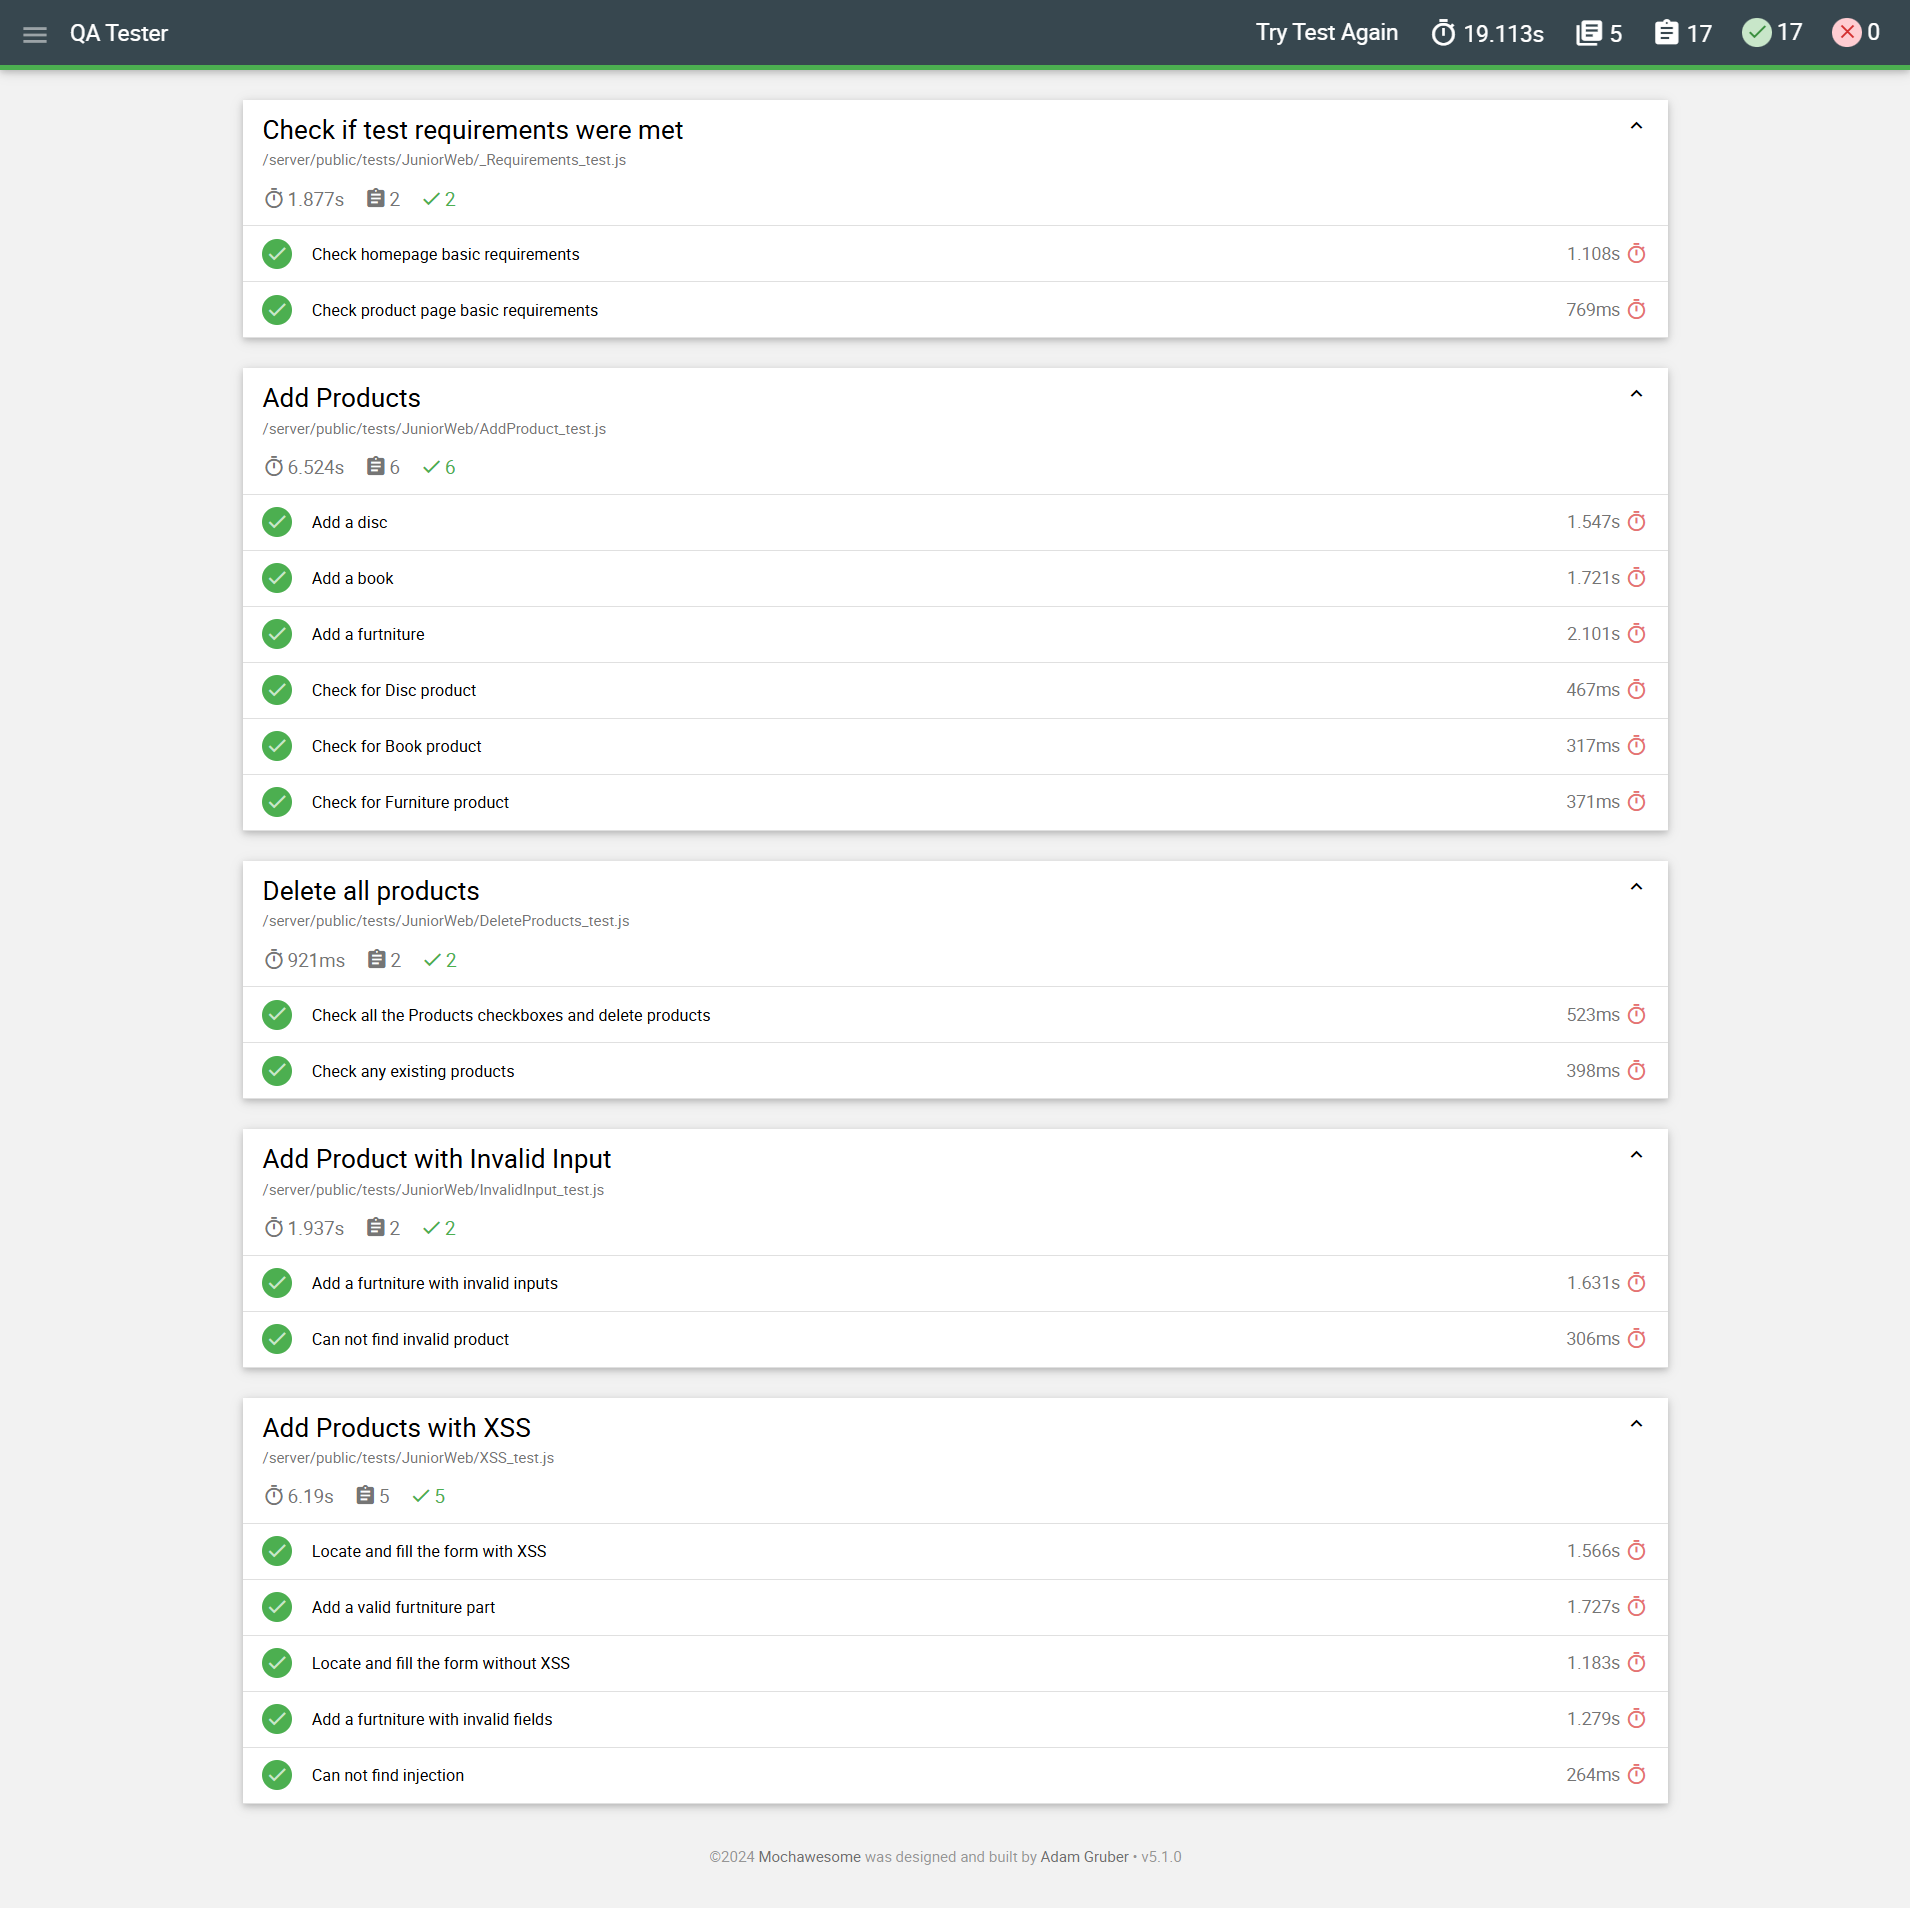 QA Tester
Try Test Again 19.113s 5 17 17 0
Check if test requirements were met
/server/public/tests/JuniorWeb/_Requirements_test.js
1.877s 2 2
Check homepage basic requirements 1.108s
Check product page basic requirements 769ms
Add Products
/server/public/tests/JuniorWeb/AddProduct_test.js
6.524s 6 6
Add a disc 1.547s
Add a book 1.721s
Add a furtniture 2.101s
Check for Disc product 467ms
Check for Book product 317ms
Check for Furniture product 371ms
Delete all products
/server/public/tests/JuniorWeb/DeleteProducts_test.js
921ms 2 2
Check all the Products checkboxes and delete products 523ms
Check any existing products 398ms
Add Product with Invalid Input
/server/public/tests/JuniorWeb/InvalidInput_test.js
1.937s 2 2
Add a furtniture with invalid inputs 1.631s
Can not find invalid product 306ms
Add Products with XSS
/server/public/tests/JuniorWeb/XSS_test.js
6.19s 5 5
Locate and fill the form with XSS 1.566s
Add a valid furtniture part 1.727s
Locate and fill the form without XSS 1.183s
Add a furtniture with invalid fields 1.279s
Can not find injection 264ms
©2024 Mochawesome was designed and built by Adam Gruber • v5.1.0